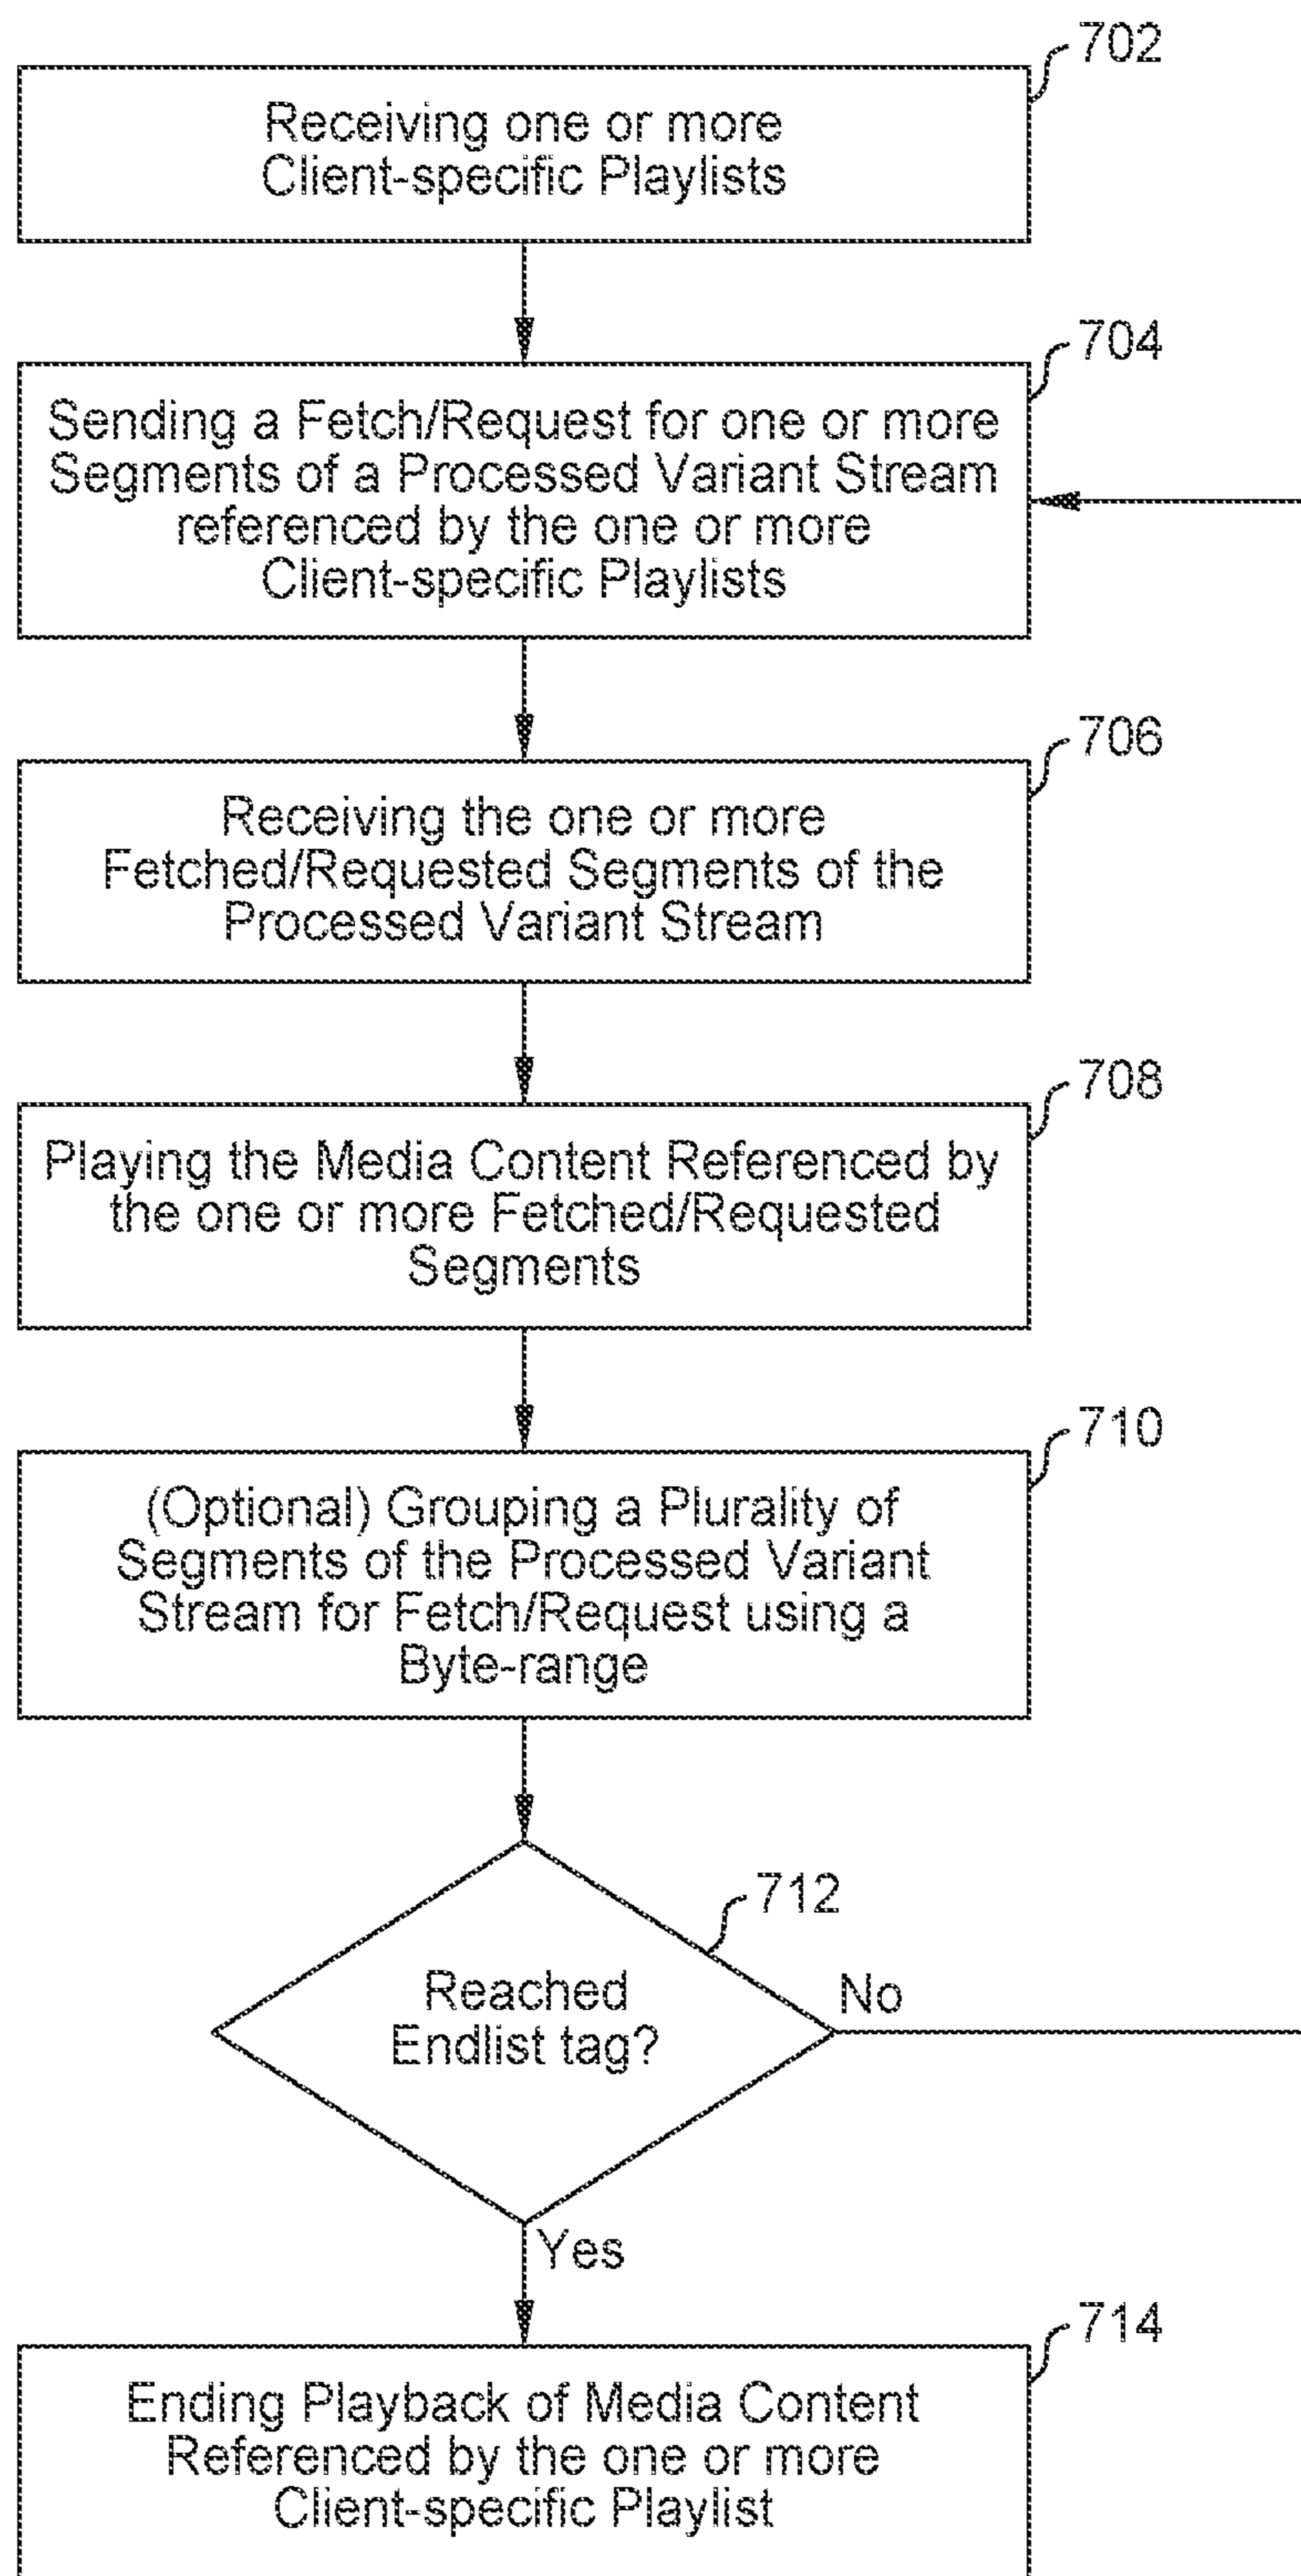 702
Receiving one or more
Client-specific Playlists
704
Sending a Fetch/Request for one or more
Segments of a Processed Variant Stream
referenced by the one or more
Client-specific Playlists
706
Receiving the one or more
Fetched/Requested Segments of the
Processed Variant Stream
708
Playing the Media Content Referenced by
the one or more Fetched/Requested
Segments
710
(Optional) Grouping a Plurality of
Segments of the Processed Variant
Stream for Fetch/Request using a
Byte-range
712
Reached
Endlist tag?
No
Yes
714
Ending Playback of Media Content
Referenced by the one or more
Client-specific Playlist